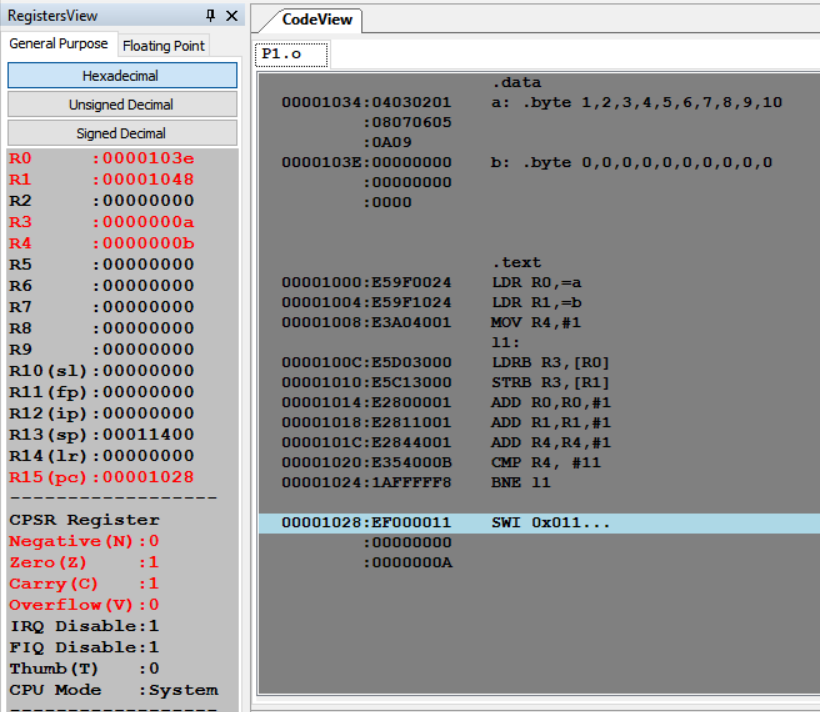 RegistersView
General Purpose Floating Point
Hexadecimal
Unsigned Decimal
Signed Decimal
R0 :0000103e
R1 :00001048
R2 :00000000
R3 :0000000a
R4 :0000000b
R5 :00000000
R6 :00000000
R7 :00000000
R8 :00000000
R9 :00000000
R10(sl):00000000
R11(fp):00000000
R12(ip):00000000
R13(sp):00011400
R14(lr):00000000
R15(pc):00001028
------------------
CPSR Register
Negative(N):0
Zero(Z) :1
Carry(C) :1
Overflow(V):0
IRQ Disable:1
FIQ Disable:1
Thumb(T) :0
CPU Mode :System
------------------
CodeView
P1.o
.data
00001034:04030201 a: .byte 1,2,3,4,5,6,7,8,9,10
:08070605
:0A09
0000103E:00000000 b: .byte 0,0,0,0,0,0,0,0,0,0
:00000000
:0000
.text
00001000:E59F0024 LDR R0,=a
00001004:E59F1024 LDR R1,=b
00001008:E3A04001 MOV R4,#1
l1:
0000100C:E5D03000 LDRB R3,[R0]
00001010:E5C13000 STRB R3,[R1]
00001014:E2800001 ADD R0,R0,#1
00001018:E2811001 ADD R1,R1,#1
0000101C:E2844001 ADD R4,R4,#1
00001020:E354000B CMP R4, #11
00001024:1AFFFFF8 BNE l1
00001028:EF000011 SWI 0x011...
:00000000
:0000000A